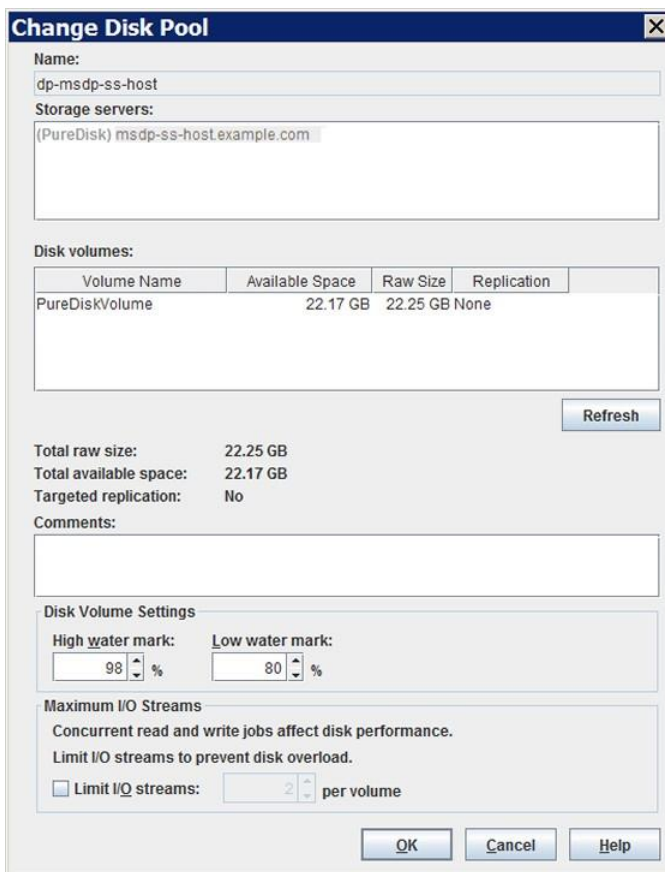 Change Disk Pool
Name:
dp-msdp-ss-host
Storage servers:
(PureDisk) msdp-ss-host.example.com
Disk volumes:
Volume Name Available Space Raw Size Replication
PureDiskVolume 22.17 GB 22.25 GB None
Refresh
Total raw size: 22.25 GB
Total available space: 22.17 GB
Targeted replication: No
Comments:
Disk Volume Settings
High water mark: Low water mark:
98 % 80 %
Maximum I/O Streams
Concurrent read and write jobs affect disk performance.
Limit I/O streams to prevent disk overload.
Limit I/O streams: 2 per volume
OK Cancel Help